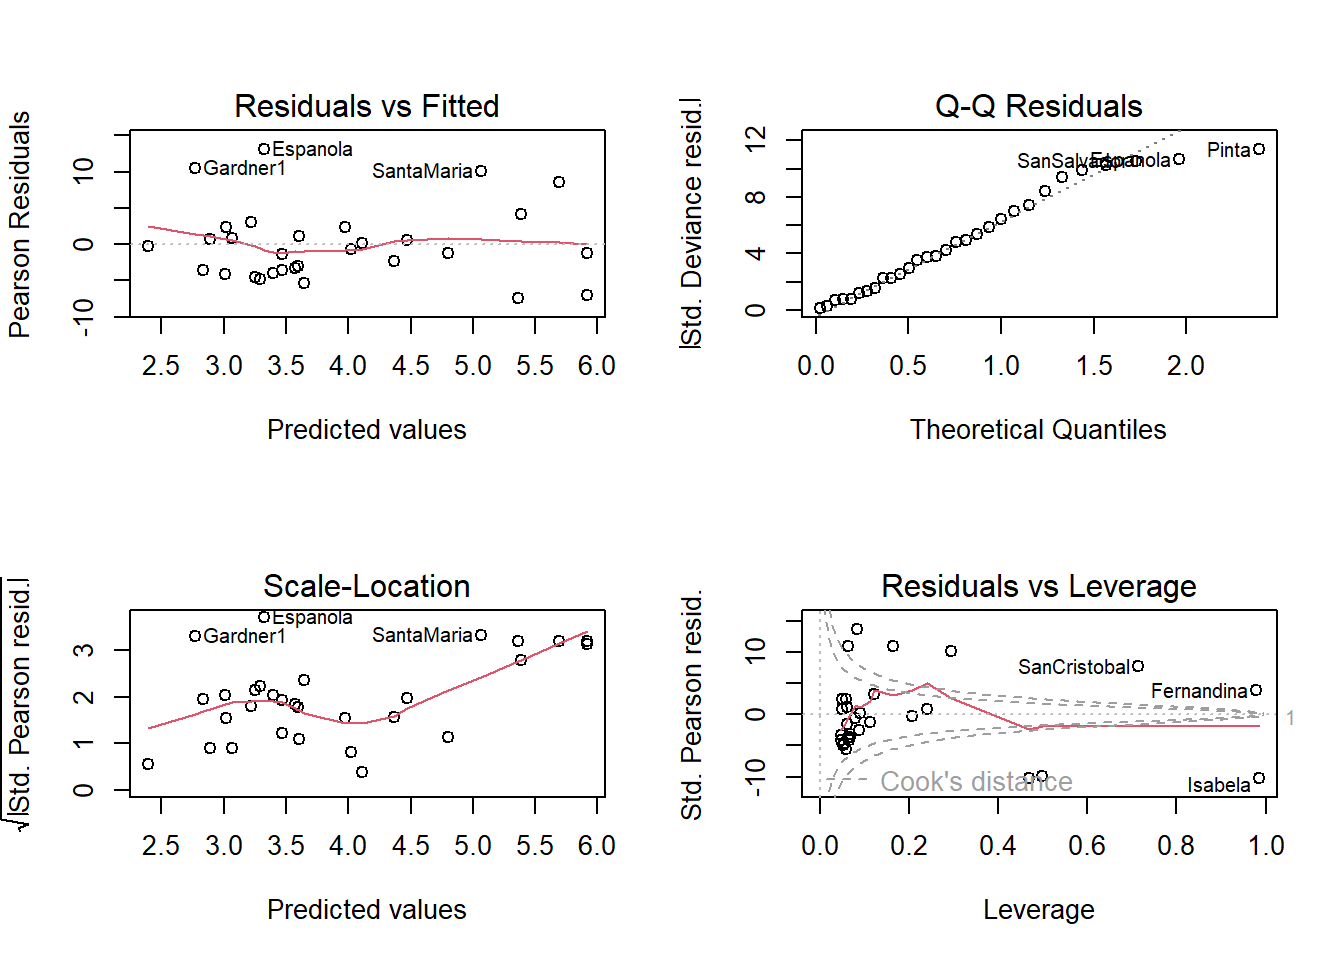 Residuals vs Fitted
Pearson Residuals
10
0
-10
Espanola
Gardner1
SantaMaria
2.5 3.0 3.5 4.0 4.5 5.0 5.5 6.0
Predicted values
Q-Q Residuals
|Std. Deviance resid.|
12
8
4
0
SanSalvador
Espanola
Pinta
0.0 0.5 1.0 1.5 2.0
Theoretical Quantiles
Scale-Location
√|Std. Pearson resid.|
3
2
1
0
Espanola
Gardner1
SantaMaria
2.5 3.0 3.5 4.0 4.5 5.0 5.5 6.0
Predicted values
Residuals vs Leverage
Std. Pearson resid.
10
0
-10
SanCristobal
Fernandina
1
Cook's distance
Isabela
0.0 0.2 0.4 0.6 0.8 1.0
Leverage